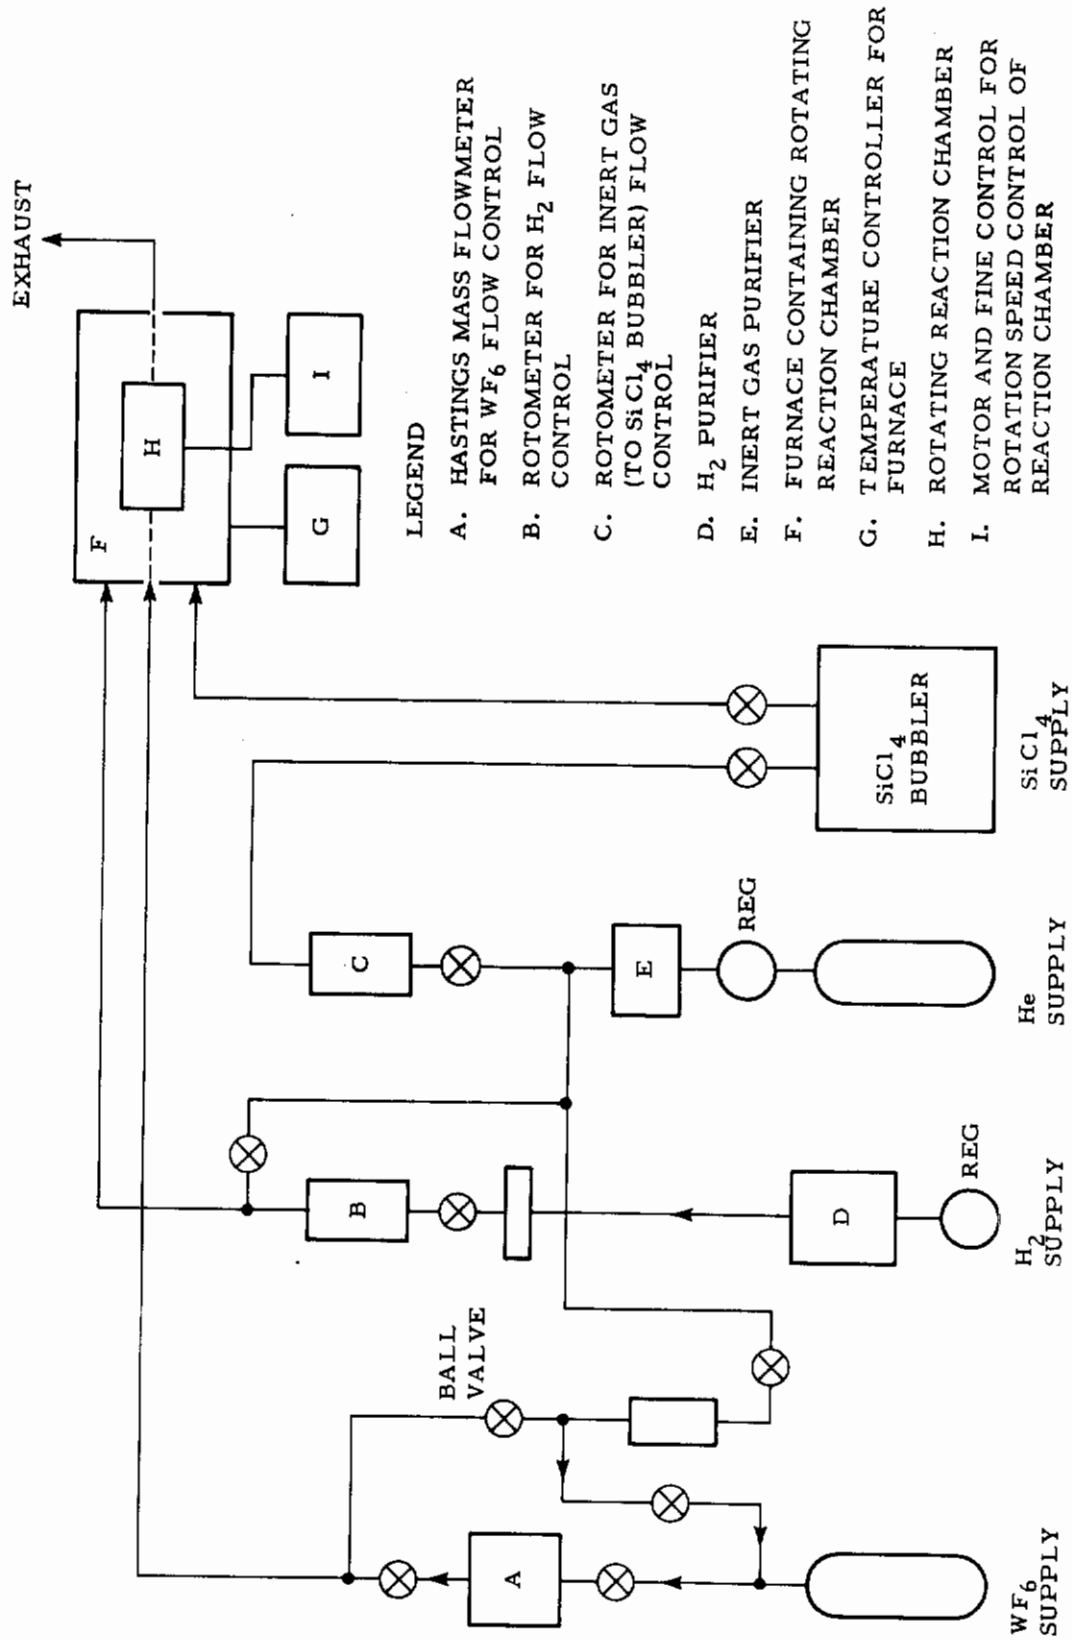 EXHAUST
F
H
G
I
BALL
VALVE
A
B
C
D
E
REG
REG
SiCl4
BUBBLER
WF6
SUPPLY
H2
SUPPLY
He
SUPPLY
SiCl4
SUPPLY
LEGEND
A. HASTINGS MASS FLOWMETER
FOR WF6 FLOW CONTROL
B. ROTOMETER FOR H2 FLOW
CONTROL
C. ROTOMETER FOR INERT GAS
(TO SiCl4 BUBBLER) FLOW
CONTROL
D. H2 PURIFIER
E. INERT GAS PURIFIER
F. FURNACE CONTAINING ROTATING
REACTION CHAMBER
G. TEMPERATURE CONTROLLER FOR
FURNACE
H. ROTATING REACTION CHAMBER
I. MOTOR AND FINE CONTROL FOR
ROTATION SPEED CONTROL OF
REACTION CHAMBER